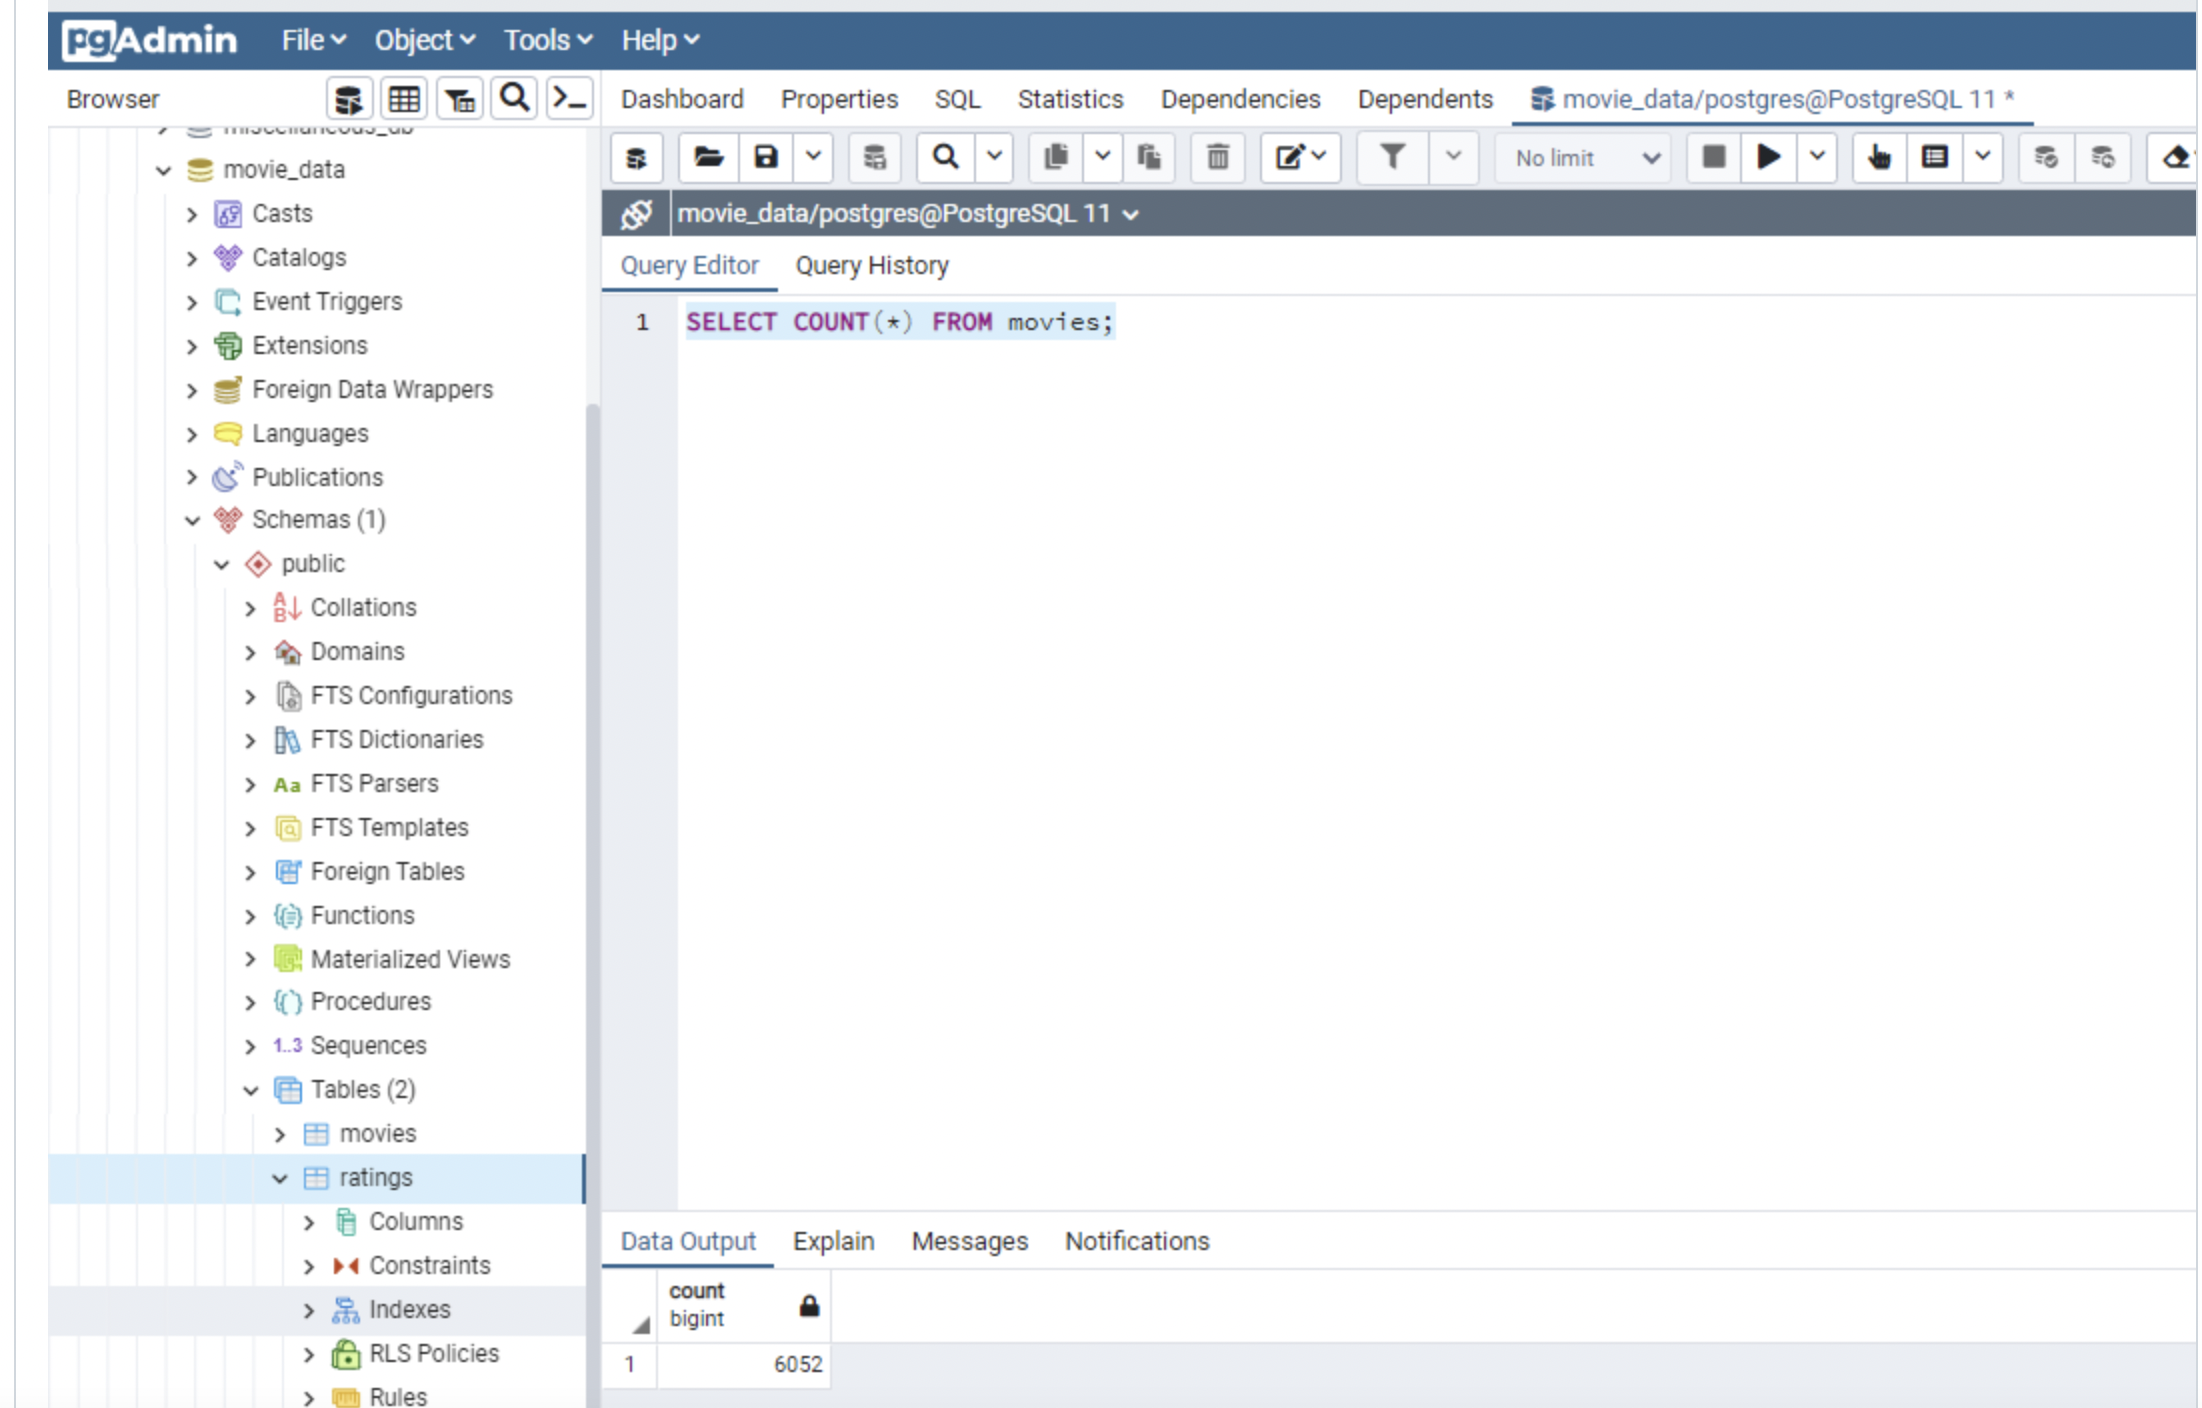 pgAdmin File Object Tools Help
Browser
Dashboard Properties SQL Statistics Dependencies Dependents movie_data/postgres@PostgreSQL 11 *
miscellaneous_db
movie_data
Casts
Catalogs
Event Triggers
Extensions
Foreign Data Wrappers
Languages
Publications
Schemas (1)
public
Collations
Domains
FTS Configurations
FTS Dictionaries
Aa FTS Parsers
FTS Templates
Foreign Tables
Functions
Materialized Views
Procedures
1..3 Sequences
Tables (2)
movies
ratings
Columns
Constraints
Indexes
RLS Policies
Rules
No limit
movie_data/postgres@PostgreSQL 11
Query Editor Query History
1 SELECT COUNT(*) FROM movies;
Data Output Explain Messages Notifications
count
bigint
1 6052